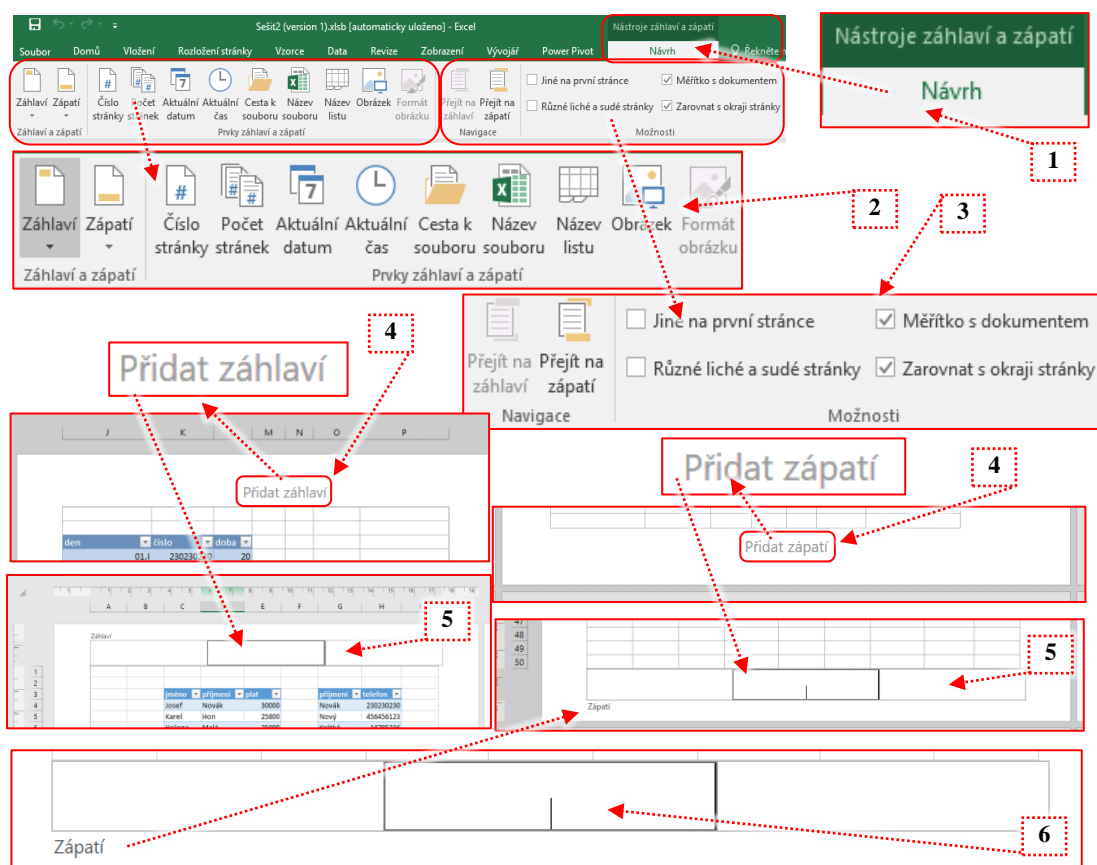 Sešit2 (version 1).xlsb [automaticky uloženo] - Excel
Nástroje záhlaví a zápatí
Soubor Domů Vložení Rozložení stránky Vzorce Data Revize Zobrazení Vývojář Power Pivot Návrh Řekněte
Záhlaví Zápatí Číslo stránky Počet stránek Aktuální datum Aktuální čas Cesta k souboru Název souboru Název listu Obrázek Formát obrázku Přejít na záhlaví Přejít na zápatí
Jiné na první stránce Měřítko s dokumentem
Různé liché a sudé stránky Zarovnat s okraji stránky
Záhlaví a zápatí Prvky záhlaví a zápatí Navigace Možnosti
Nástroje záhlaví a zápatí
Návrh
1
Záhlaví Zápatí Číslo Počet Aktuální Aktuální Cesta k Název Název Obrázek Formát
stránky stránek datum čas souboru souboru listu obrázku
Záhlaví a zápatí Prvky záhlaví a zápatí
2
3
Přejít na Přejít na
záhlaví zápatí
Jiné na první stránce Měřítko s dokumentem
Různé liché a sudé stránky Zarovnat s okraji stránky
Navigace Možnosti
4
Přidat záhlaví
J K M N O P
Přidat záhlaví
den číslo doba
20
Přidat zápatí
4
Přidat zápatí
A B C E F G H
Záhlaví
5
1
2
3 jméno příjmení plat příjmení telefon
4 Josef Novák 30000 Novák 230230230
5 Karel Hon 25800 Nový 456456123
47
48
49
50
5
Zápatí
6
Zápatí